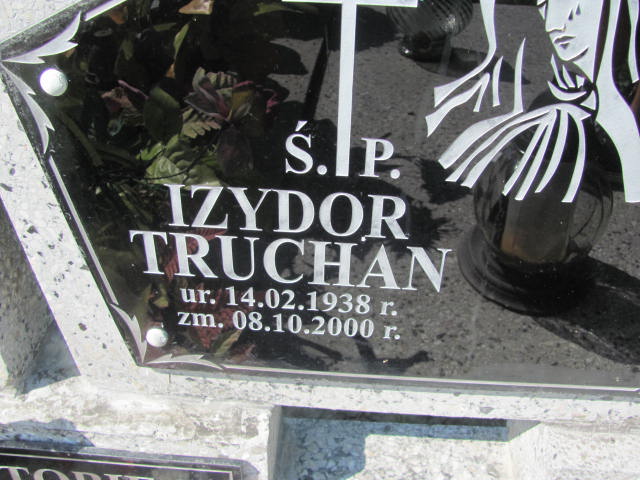 Ś. P.
IZYDOR
TRUCHAN
ur. 14.02.1938 r.
zm. 08.10.2000 r.